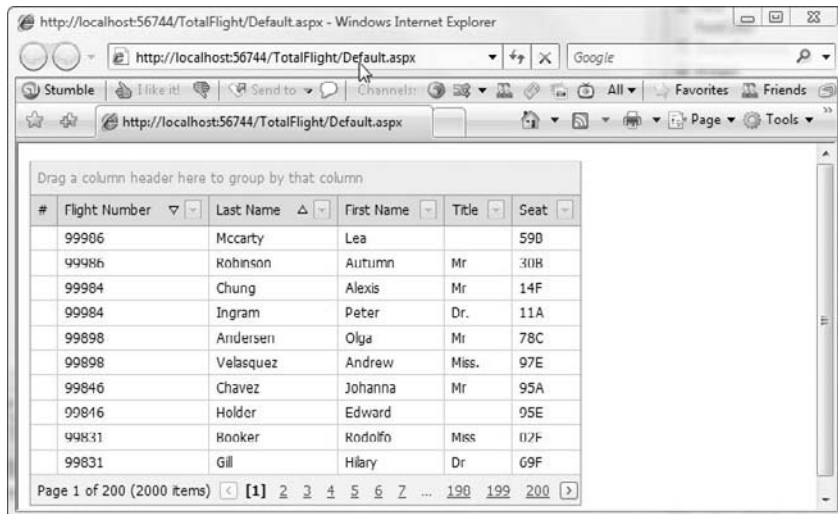 http://localhost:56744/TotalFlight/Default.aspx - Windows Internet Explorer
http://localhost:56744/TotalFlight/Default.aspx Google
Stumble I like it! Send to Channels: All Favorites Friends
http://localhost:56744/TotalFlight/Default.aspx Page Tools »
Drag a column header here to group by that column
# Flight Number Last Name First Name Title Seat
99986 Mccarty Lea 59B
99986 Robinson Autumn Mr 30B
99984 Chung Alexis Mr 14F
99984 Ingram Peter Dr. 11A
99898 Andersen Olga Mr 78C
99898 Velasquez Andrew Miss. 97E
99846 Chavez Johanna Mr 95A
99846 Holder Edward 95E
99831 Booker Rodolfo Miss 02F
99831 Gill Hilary Dr 69F
Page 1 of 200 (2000 items) [1] 2 3 4 5 6 7 ... 198 199 200